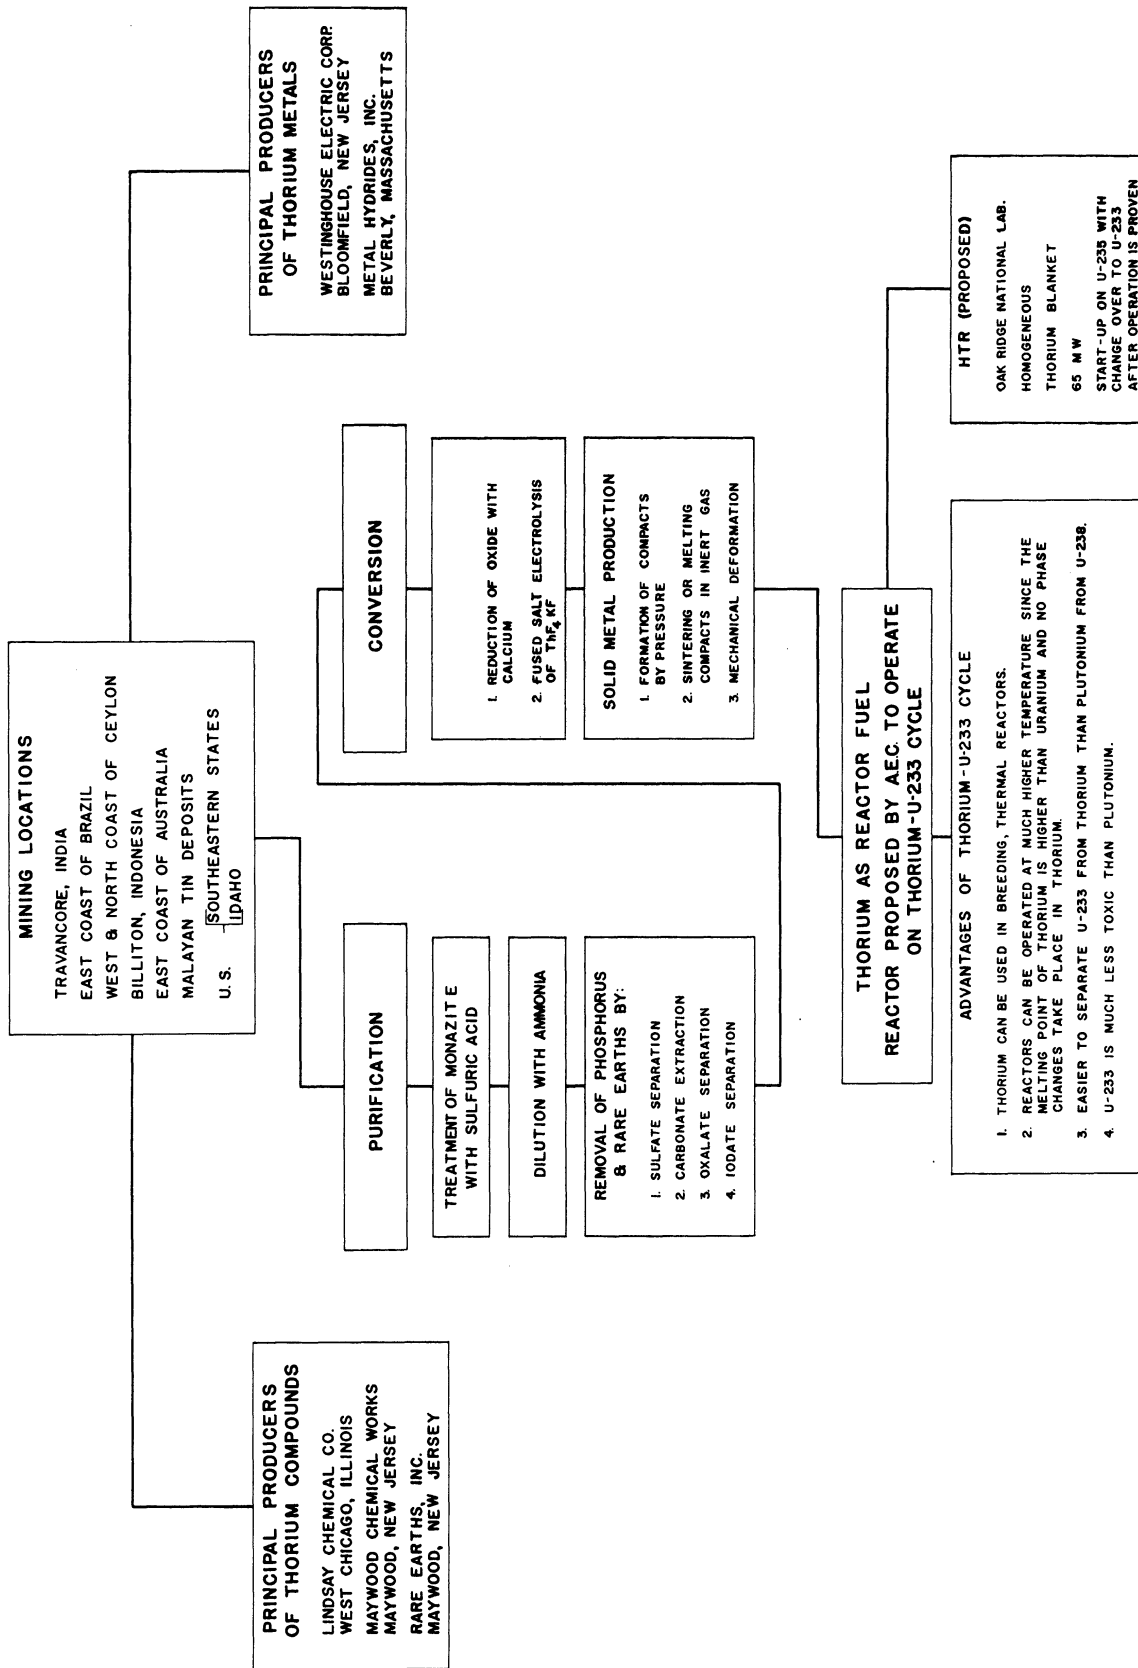 MINING LOCATIONS
TRAVANCORE, INDIA
EAST COAST OF BRAZIL
WEST & NORTH COAST OF CEYLON
BILLITON, INDONESIA
EAST COAST OF AUSTRALIA
MALAYAN TIN DEPOSITS
U.S.
SOUTHEASTERN STATES
IDAHO
PRINCIPAL PRODUCERS
OF THORIUM COMPOUNDS
LINDSAY CHEMICAL CO.
WEST CHICAGO, ILLINOIS
MAYWOOD CHEMICAL WORKS
MAYWOOD, NEW JERSEY
RARE EARTHS, INC.
MAYWOOD, NEW JERSEY
PRINCIPAL PRODUCERS
OF THORIUM METALS
WESTINGHOUSE ELECTRIC CORP.
BLOOMFIELD, NEW JERSEY
METAL HYDRIDES, INC.
BEVERLY, MASSACHUSETTS
PURIFICATION
TREATMENT OF MONAZITE
WITH SULFURIC ACID
DILUTION WITH AMMONIA
REMOVAL OF PHOSPHORUS
& RARE EARTHS BY:
1. SULFATE SEPARATION
2. CARBONATE EXTRACTION
3. OXALATE SEPARATION
4. IODATE SEPARATION
CONVERSION
1. REDUCTION OF OXIDE WITH
CALCIUM
2. FUSED SALT ELECTROLYSIS
OF ThF₄ KF
SOLID METAL PRODUCTION
1. FORMATION OF COMPACTS
BY PRESSURE
2. SINTERING OR MELTING
COMPACTS IN INERT GAS
3. MECHANICAL DEFORMATION
THORIUM AS REACTOR FUEL
REACTOR PROPOSED BY A.E.C. TO OPERATE
ON THORIUM-U-233 CYCLE
ADVANTAGES OF THORIUM-U-233 CYCLE
1. THORIUM CAN BE USED IN BREEDING, THERMAL REACTORS.
2. REACTORS CAN BE OPERATED AT MUCH HIGHER TEMPERATURE SINCE THE
MELTING POINT OF THORIUM IS HIGHER THAN URANIUM AND NO PHASE
CHANGES TAKE PLACE IN THORIUM.
3. EASIER TO SEPARATE U-233 FROM THORIUM THAN PLUTONIUM FROM U-238.
4. U-233 IS MUCH LESS TOXIC THAN PLUTONIUM.
HTR (PROPOSED)
OAK RIDGE NATIONAL LAB.
HOMOGENEOUS
THORIUM BLANKET
65 MW
START-UP ON U-235 WITH
CHANGE OVER TO U-233
AFTER OPERATION IS PROVEN